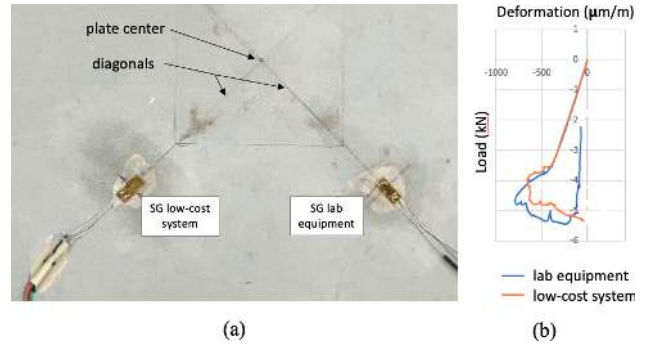 plate center
diagonals
SG low-cost
system
SG lab
equipment
(a)
Deformation (μm/m)
-1000
-500
0
1
0
-1
-2
-3
-4
-5
-6
Load (kN)
lab equipment
low-cost system
(b)